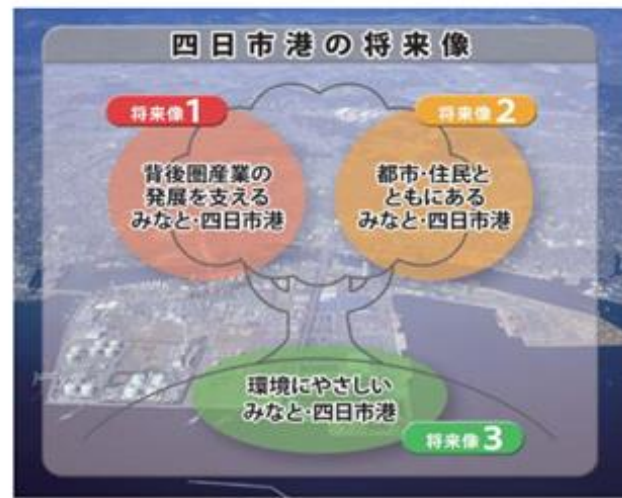 四日市港の将来像
将来像1
背後圏産業の
発展を支える
みなと・四日市港
将来像2
都市・住民と
ともにある
みなと・四日市港
環境にやさしい
みなと・四日市港
将来像3